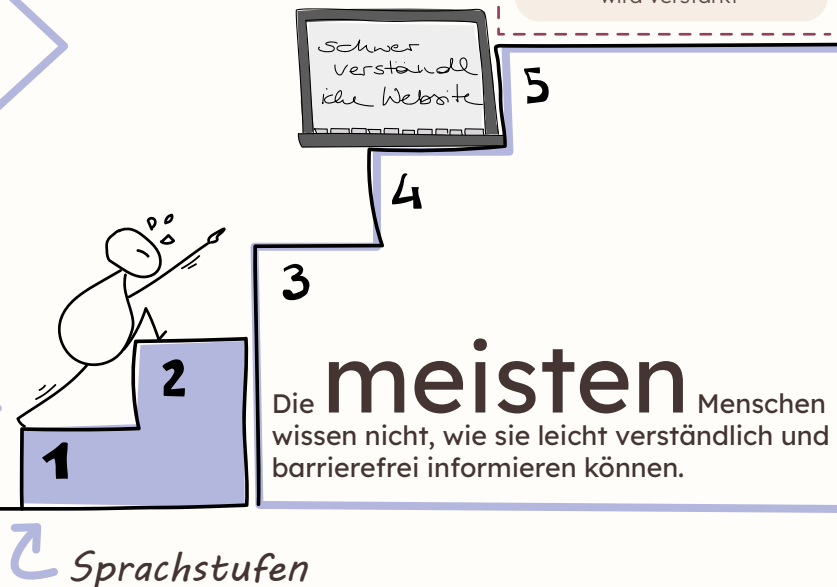 wird verstärkt
schwer
verständl
iche Website
5
4
3
2
1
Die meisten Menschen
wissen nicht, wie sie leicht verständlich und
barrierefrei informieren können.
Sprachstufen